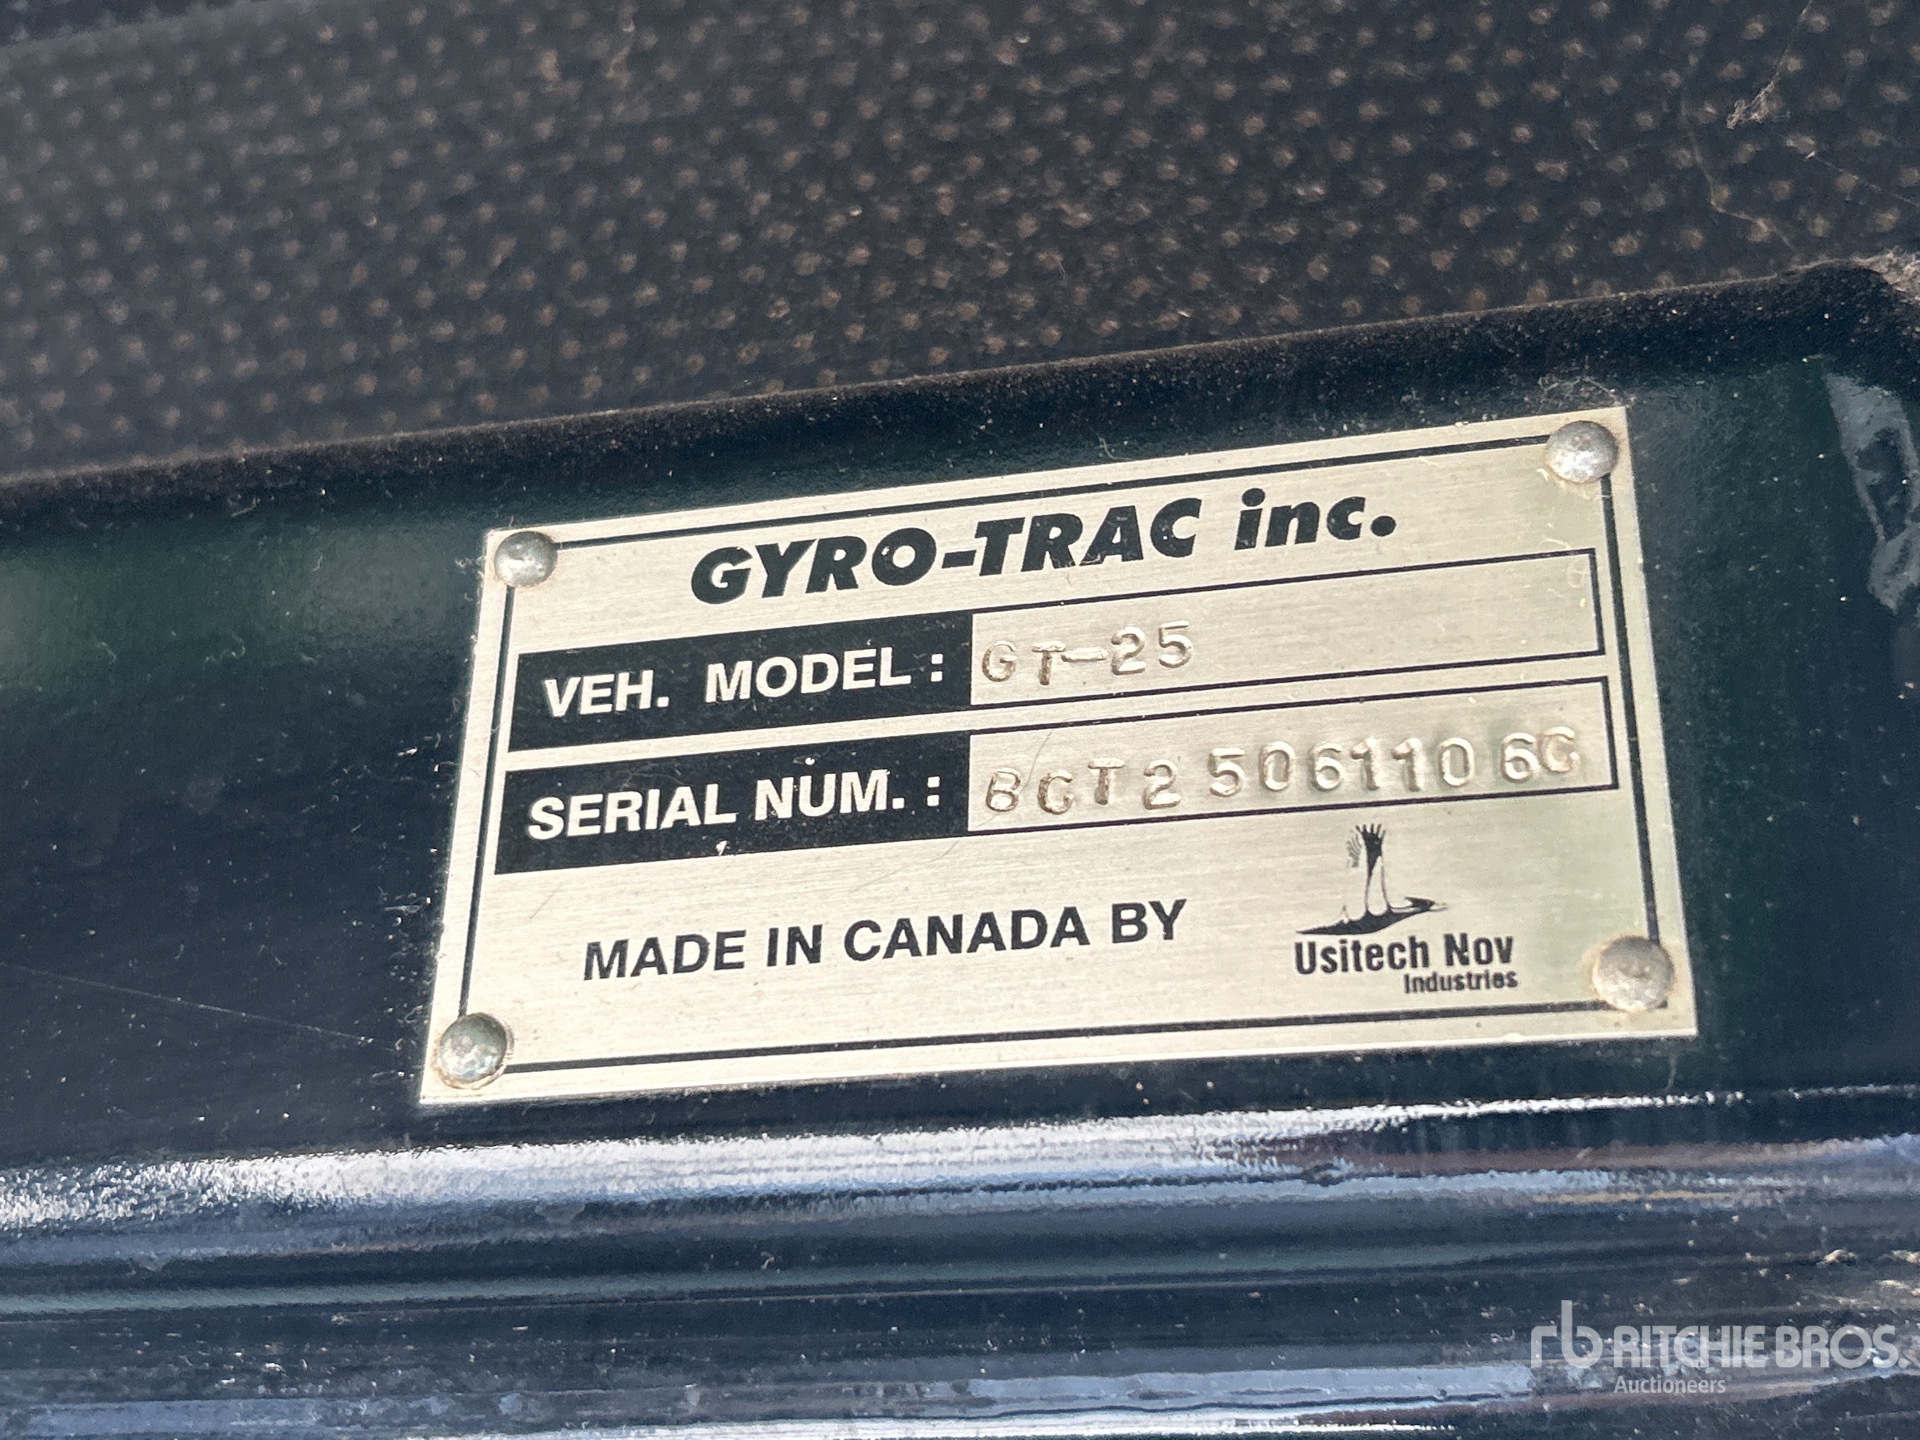 GYRO-TRAC inc.
VEH. MODEL: GT-25
SERIAL NUM.: 8GT25061106G
MADE IN CANADA BY
Usitech Nov
Industries
rb RITCHIE BROS.
Auctioneers